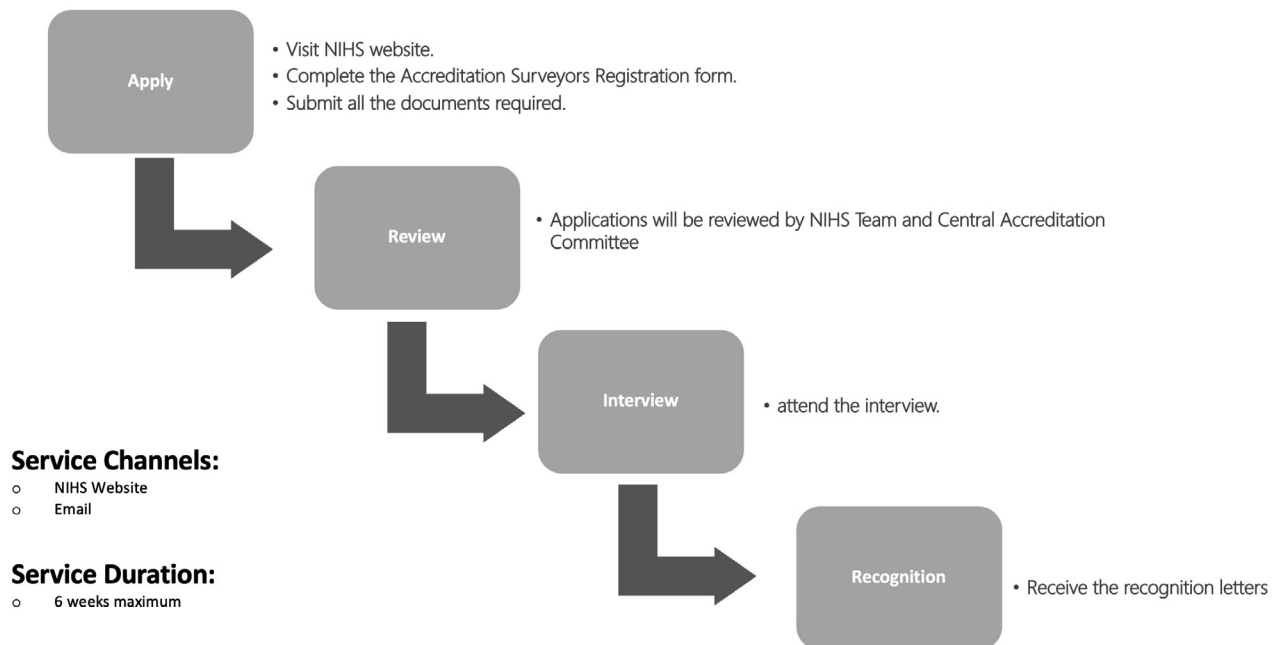 Apply
• Visit NIHS website.
• Complete the Accreditation Surveyors Registration form.
• Submit all the documents required.
Review
• Applications will be reviewed by NIHS Team and Central Accreditation
Committee
Interview
• attend the interview.
Service Channels:
o NIHS Website
o Email
Service Duration:
o 6 weeks maximum
Recognition
• Receive the recognition letters